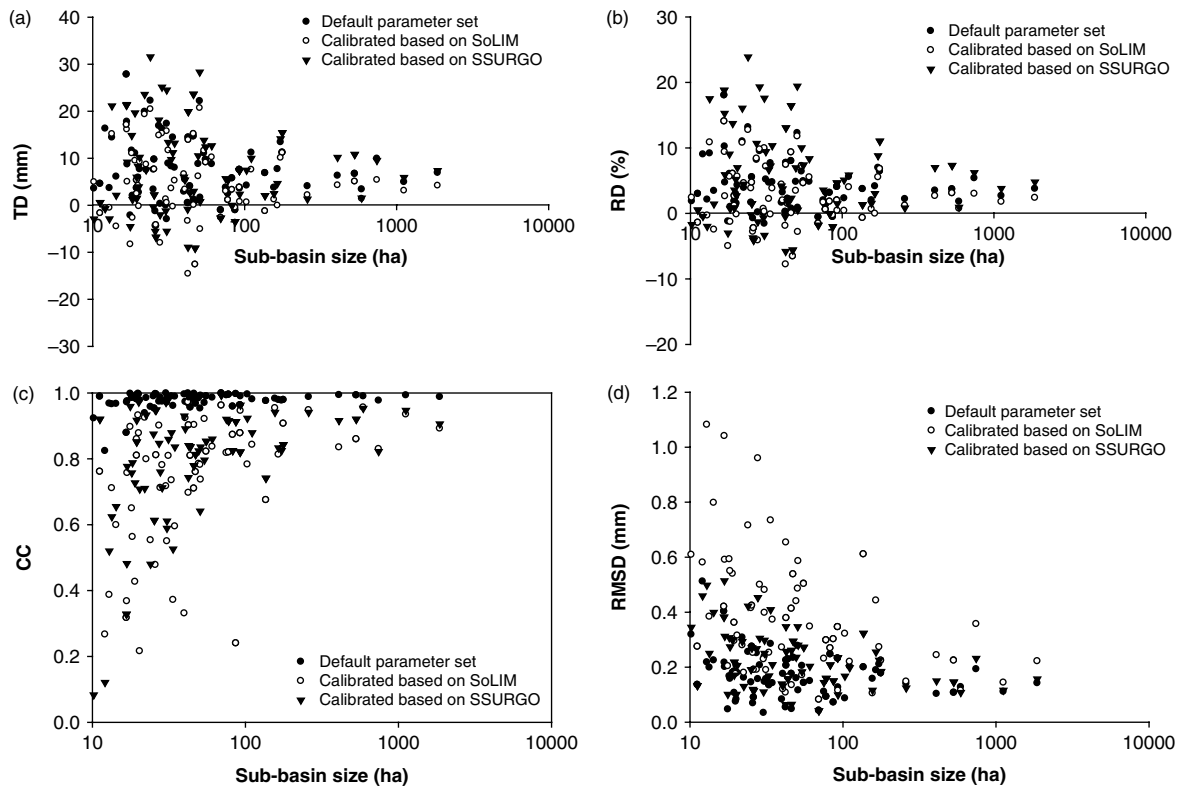 (a)
40
30
20
10
0
−10
−20
−30
TD (mm)
10
100
1000
10000
Sub-basin size (ha)
Default parameter set
Calibrated based on SoLIM
Calibrated based on SSURGO
(b)
30
20
10
0
−10
−20
RD (%)
10
100
1000
10000
Sub-basin size (ha)
Default parameter set
Calibrated based on SoLIM
Calibrated based on SSURGO
(c)
1.0
0.8
0.6
0.4
0.2
0.0
CC
Default parameter set
Calibrated based on SoLIM
Calibrated based on SSURGO
10
100
1000
10000
Sub-basin size (ha)
(d)
1.2
1.0
0.8
0.6
0.4
0.2
0.0
RMSD (mm)
Default parameter set
Calibrated based on SoLIM
Calibrated based on SSURGO
10
100
1000
10000
Sub-basin size (ha)